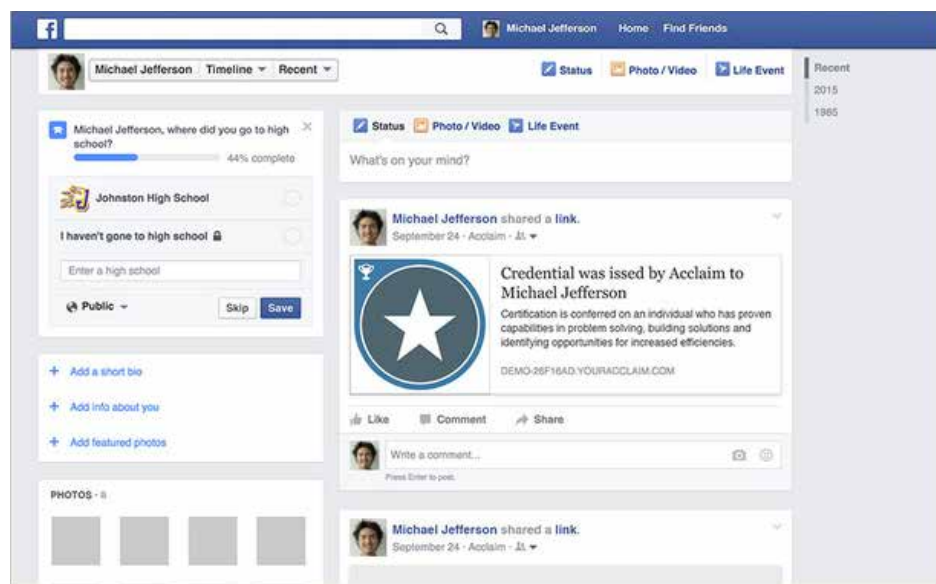 f
Michael Jefferson Home Find Friends
Michael Jefferson Timeline Recent
Status Photo / Video Life Event
Recent
2015
1985
Michael Jefferson, where did you go to high
school?
44% complete
Johnston High School
I haven't gone to high school
Enter a high school
Public Skip Save
+ Add a short bio
+ Add info about you
+ Add featured photos
PHOTOS · 8
Status Photo / Video Life Event
What's on your mind?
Michael Jefferson shared a link.
September 24 · Acclaim ·
Credential was issed by Acclaim to
Michael Jefferson
Certification is conferred on an individual who has proven
capabilities in problem solving, building solutions and
identifying opportunities for increased efficiencies.
DEMO-26F16AD.YOURACCLAIM.COM
Like Comment Share
Write a comment...
Press Enter to post.
Michael Jefferson shared a link.
September 24 · Acclaim ·